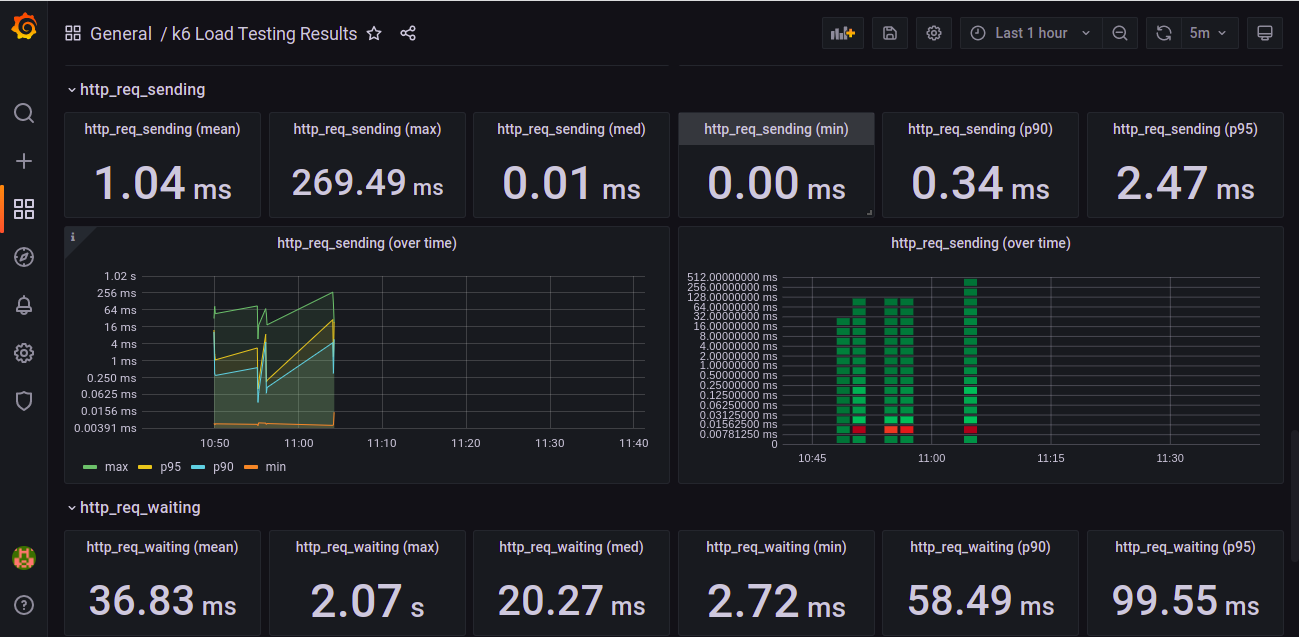 General / k6 Load Testing Results
Last 1 hour
5m
http_req_sending
http_req_sending (mean)
1.04 ms
http_req_sending (max)
269.49 ms
http_req_sending (med)
0.01 ms
http_req_sending (min)
0.00 ms
http_req_sending (p90)
0.34 ms
http_req_sending (p95)
2.47 ms
i
http_req_sending (over time)
1.02 s
256 ms
64 ms
16 ms
4 ms
1 ms
0.250 ms
0.0625 ms
0.0156 ms
0.00391 ms
10:50 11:00 11:10 11:20 11:30 11:40
max p95 p90 min
http_req_sending (over time)
512.00000000 ms
256.00000000 ms
128.00000000 ms
64.00000000 ms
32.00000000 ms
16.00000000 ms
8.00000000 ms
4.00000000 ms
2.00000000 ms
1.00000000 ms
0.50000000 ms
0.25000000 ms
0.12500000 ms
0.06250000 ms
0.03125000 ms
0.01562500 ms
0.00781250 ms
0
10:45 11:00 11:15 11:30
http_req_waiting
http_req_waiting (mean)
36.83 ms
http_req_waiting (max)
2.07 s
http_req_waiting (med)
20.27 ms
http_req_waiting (min)
2.72 ms
http_req_waiting (p90)
58.49 ms
http_req_waiting (p95)
99.55 ms